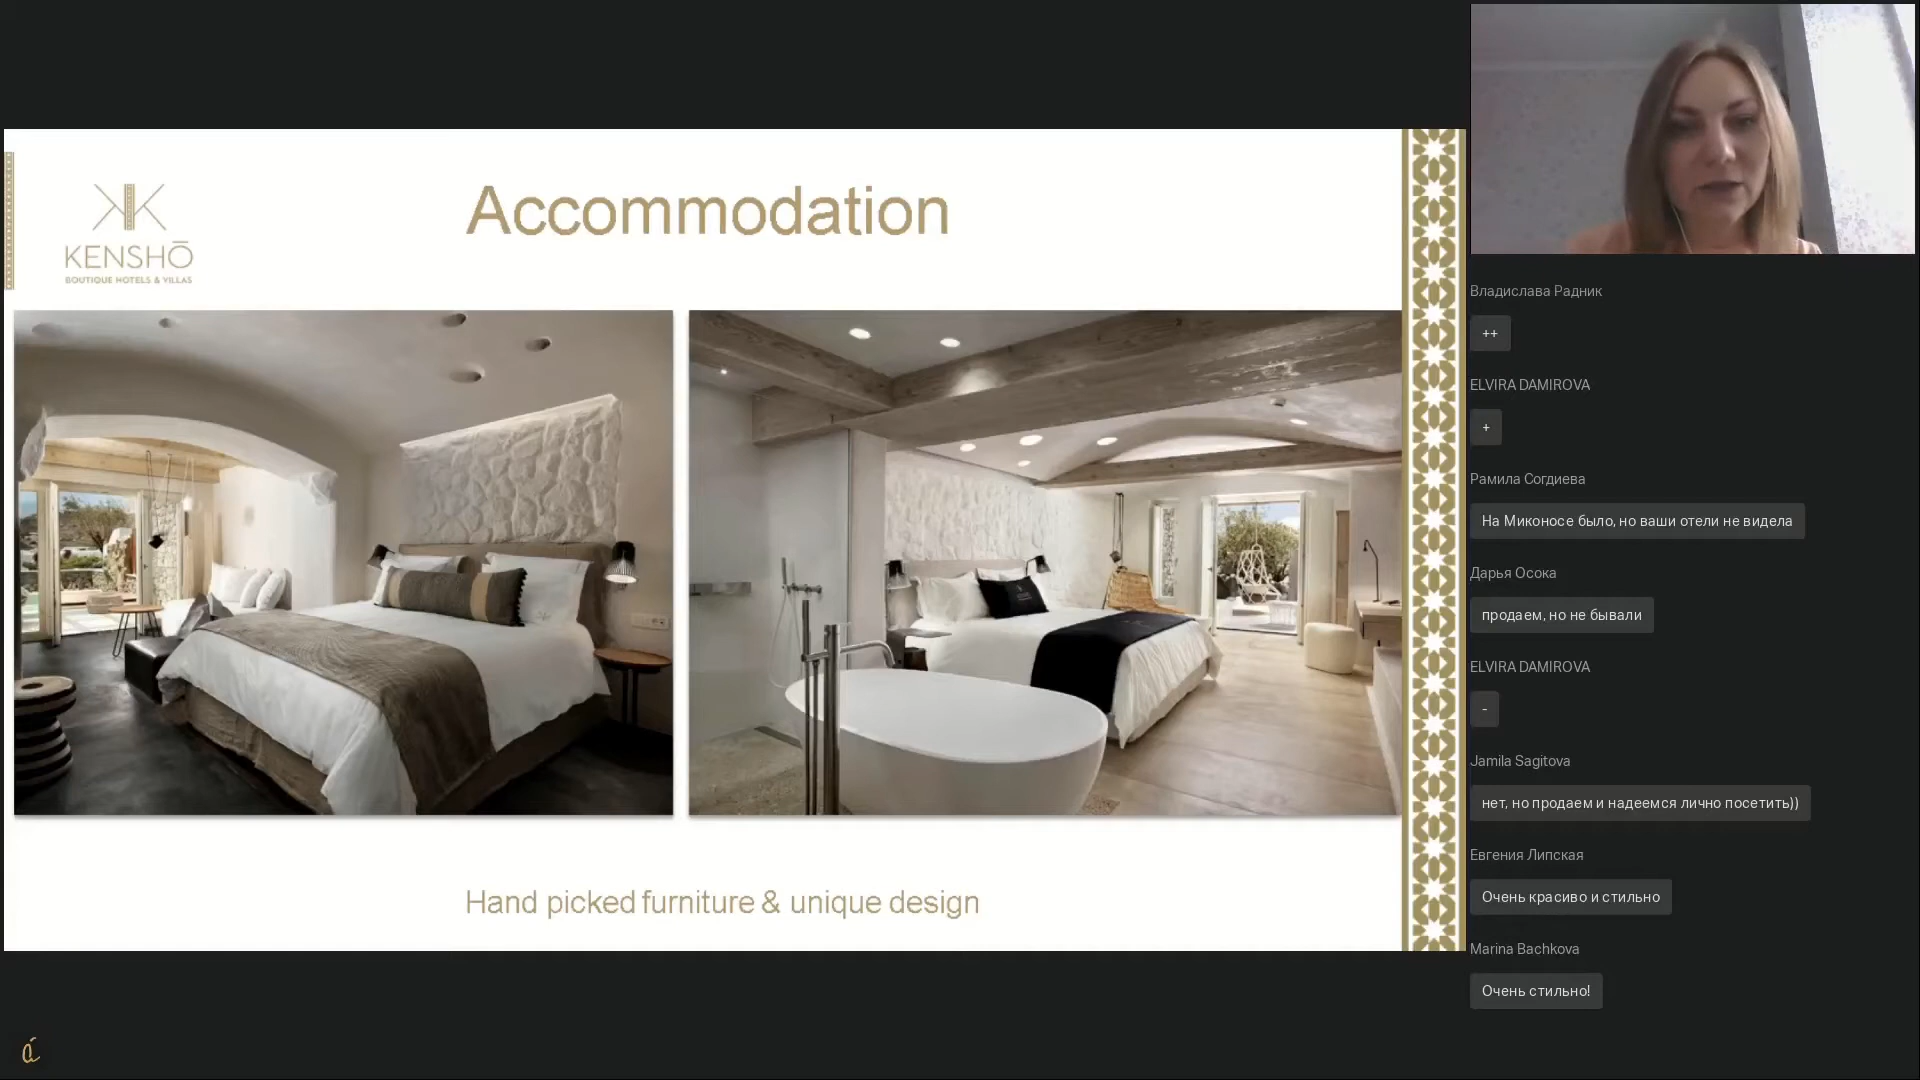 KENSHŌ
BOUTIQUE HOTELS & VILLAS
Accommodation
Hand picked furniture & unique design
Владислава Радник
++
ELVIRA DAMIROVA
+
Рамила Согдиева
На Миконосе было, но ваши отели не видела
Дарья Осока
продаем, но не бывали
ELVIRA DAMIROVA
-
Jamila Sagitova
нет, но продаем и надеемся лично посетить))
Евгения Липская
Очень красиво и стильно
Marina Bachkova
Очень стильно!
á